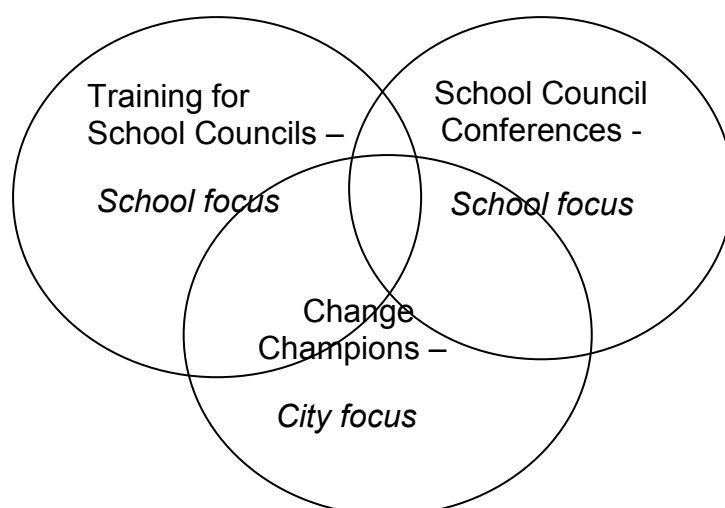 Training for
School Councils –
School focus
School Council
Conferences -
School focus
Change
Champions –
City focus